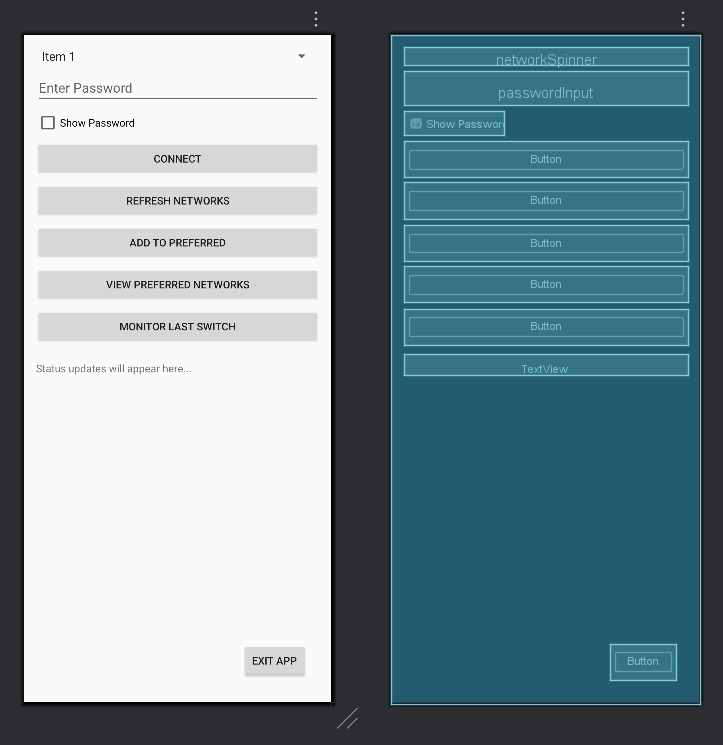 Item 1
Enter Password
Show Password
CONNECT
REFRESH NETWORKS
ADD TO PREFERRED
VIEW PREFERRED NETWORKS
MONITOR LAST SWITCH
Status updates will appear here...
EXIT APP
networkSpinner
passwordInput
Show Passwor
Button
Button
Button
Button
Button
TextView
Button